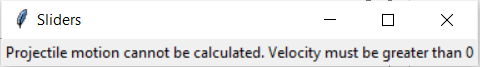 Sliders
Projectile motion cannot be calculated. Velocity must be greater than 0